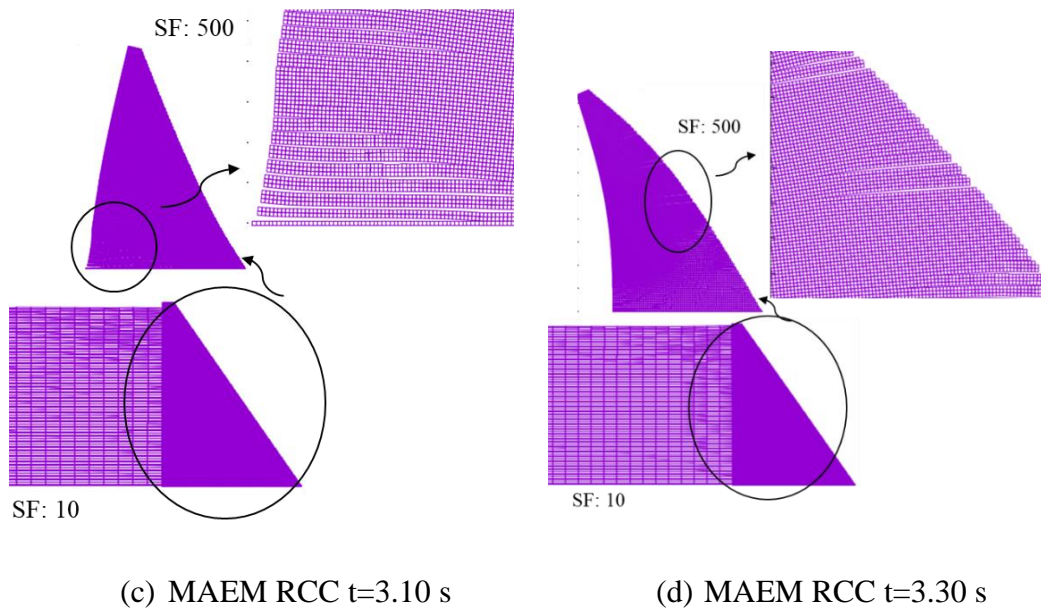 SF: 500
SF: 500
SF: 10
SF: 10
(c) MAEM RCC t=3.10 s
(d) MAEM RCC t=3.30 s